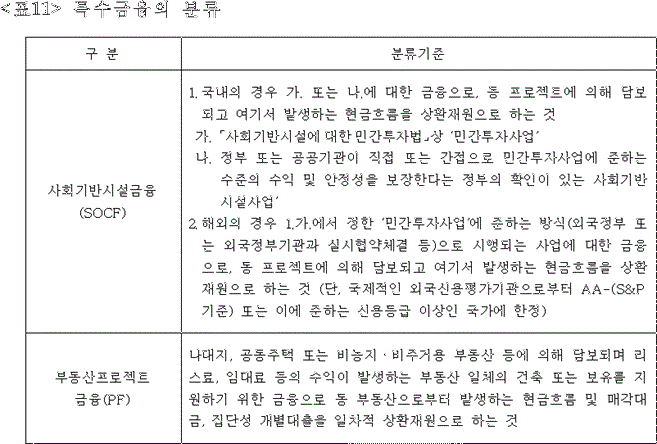 <표11> 특수금융의 분류
구 분
분류기준
사회기반시설금융
(SOCF)
1. 국내의 경우 가. 또는 나.에 대한 금융으로, 동 프로젝트에 의해 담보
되고 여기서 발생하는 현금흐름을 상환재원으로 하는 것
가. ｢사회기반시설에 대한 민간투자법｣상 '민간투자사업'
나. 정부 또는 공공기관이 직접 또는 간접으로 민간투자사업에 준하는
수준의 수익 및 안정성을 보장한다는 정부의 확인이 있는 사회기반
시설사업'
2. 해외의 경우 1.가.에서 정한 '민간투자사업'에 준하는 방식(외국정부 또
는 외국정부기관과 실시협약체결 등)으로 시행되는 사업에 대한 금융
으로, 동 프로젝트에 의해 담보되고 여기서 발생하는 현금흐름을 상환
재원으로 하는 것 (단, 국제적인 외국신용평가기관으로부터 AA-(S&P
기준) 또는 이에 준하는 신용등급 이상인 국가에 한정)
부동산프로젝트
금융(PF)
나대지, 공동주택 또는 비농지·비주거용 부동산 등에 의해 담보되며 리
스료, 임대료 등의 수익이 발생하는 부동산 일체의 건축 또는 보유를 지
원하기 위한 금융으로 동 부동산으로부터 발생하는 현금흐름 및 매각대
금, 집단성 개별대출을 일차적 상환재원으로 하는 것